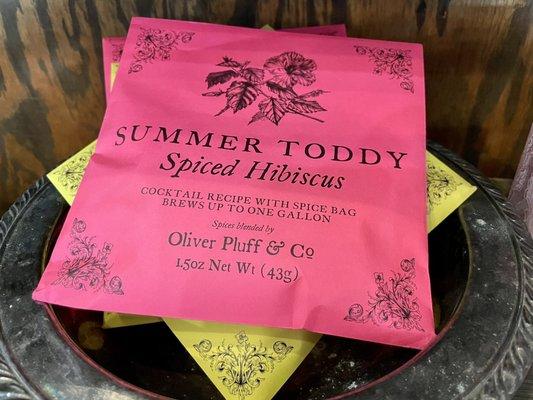 SUMMER TODDY
Spiced Hibiscus
COCKTAIL RECIPE WITH SPICE BAG
BREWS UP TO ONE GALLON
Spices blended by
Oliver Pluff & Co
1.5oz Net Wt (43g)